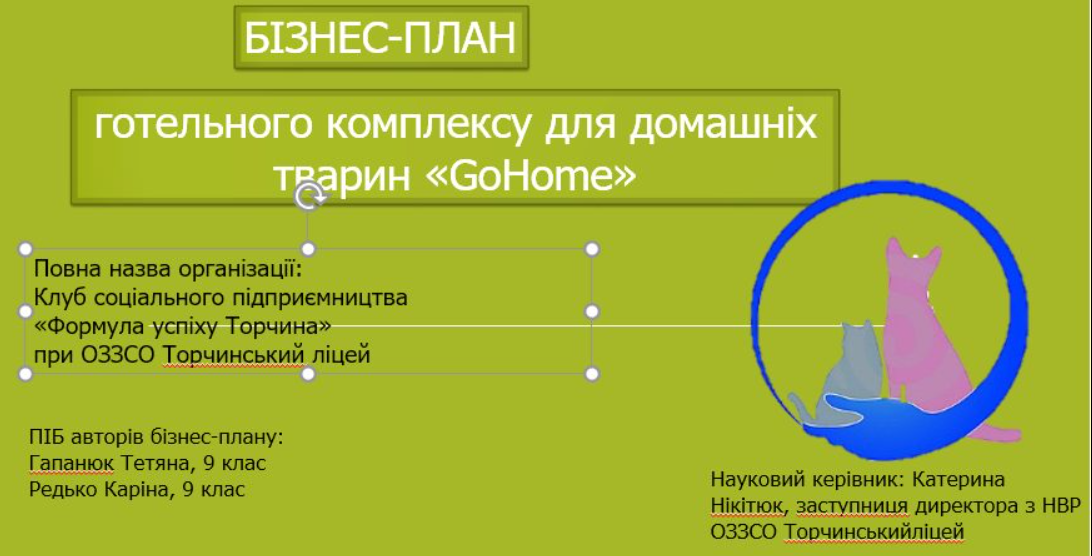 БІЗНЕС-ПЛАН
готельного комплексу для домашніх
тварин «GoHome»
Повна назва організації:
Клуб соціального підприємництва
«Формула успіху Торчина»
при ОЗЗСО Торчинський ліцей
ПІБ авторів бізнес-плану:
Гапанюк Тетяна, 9 клас
Редько Каріна, 9 клас
Науковий керівник: Катерина
Нікітюк, заступниця директора з НВР
ОЗЗСО Торчинськийліцей